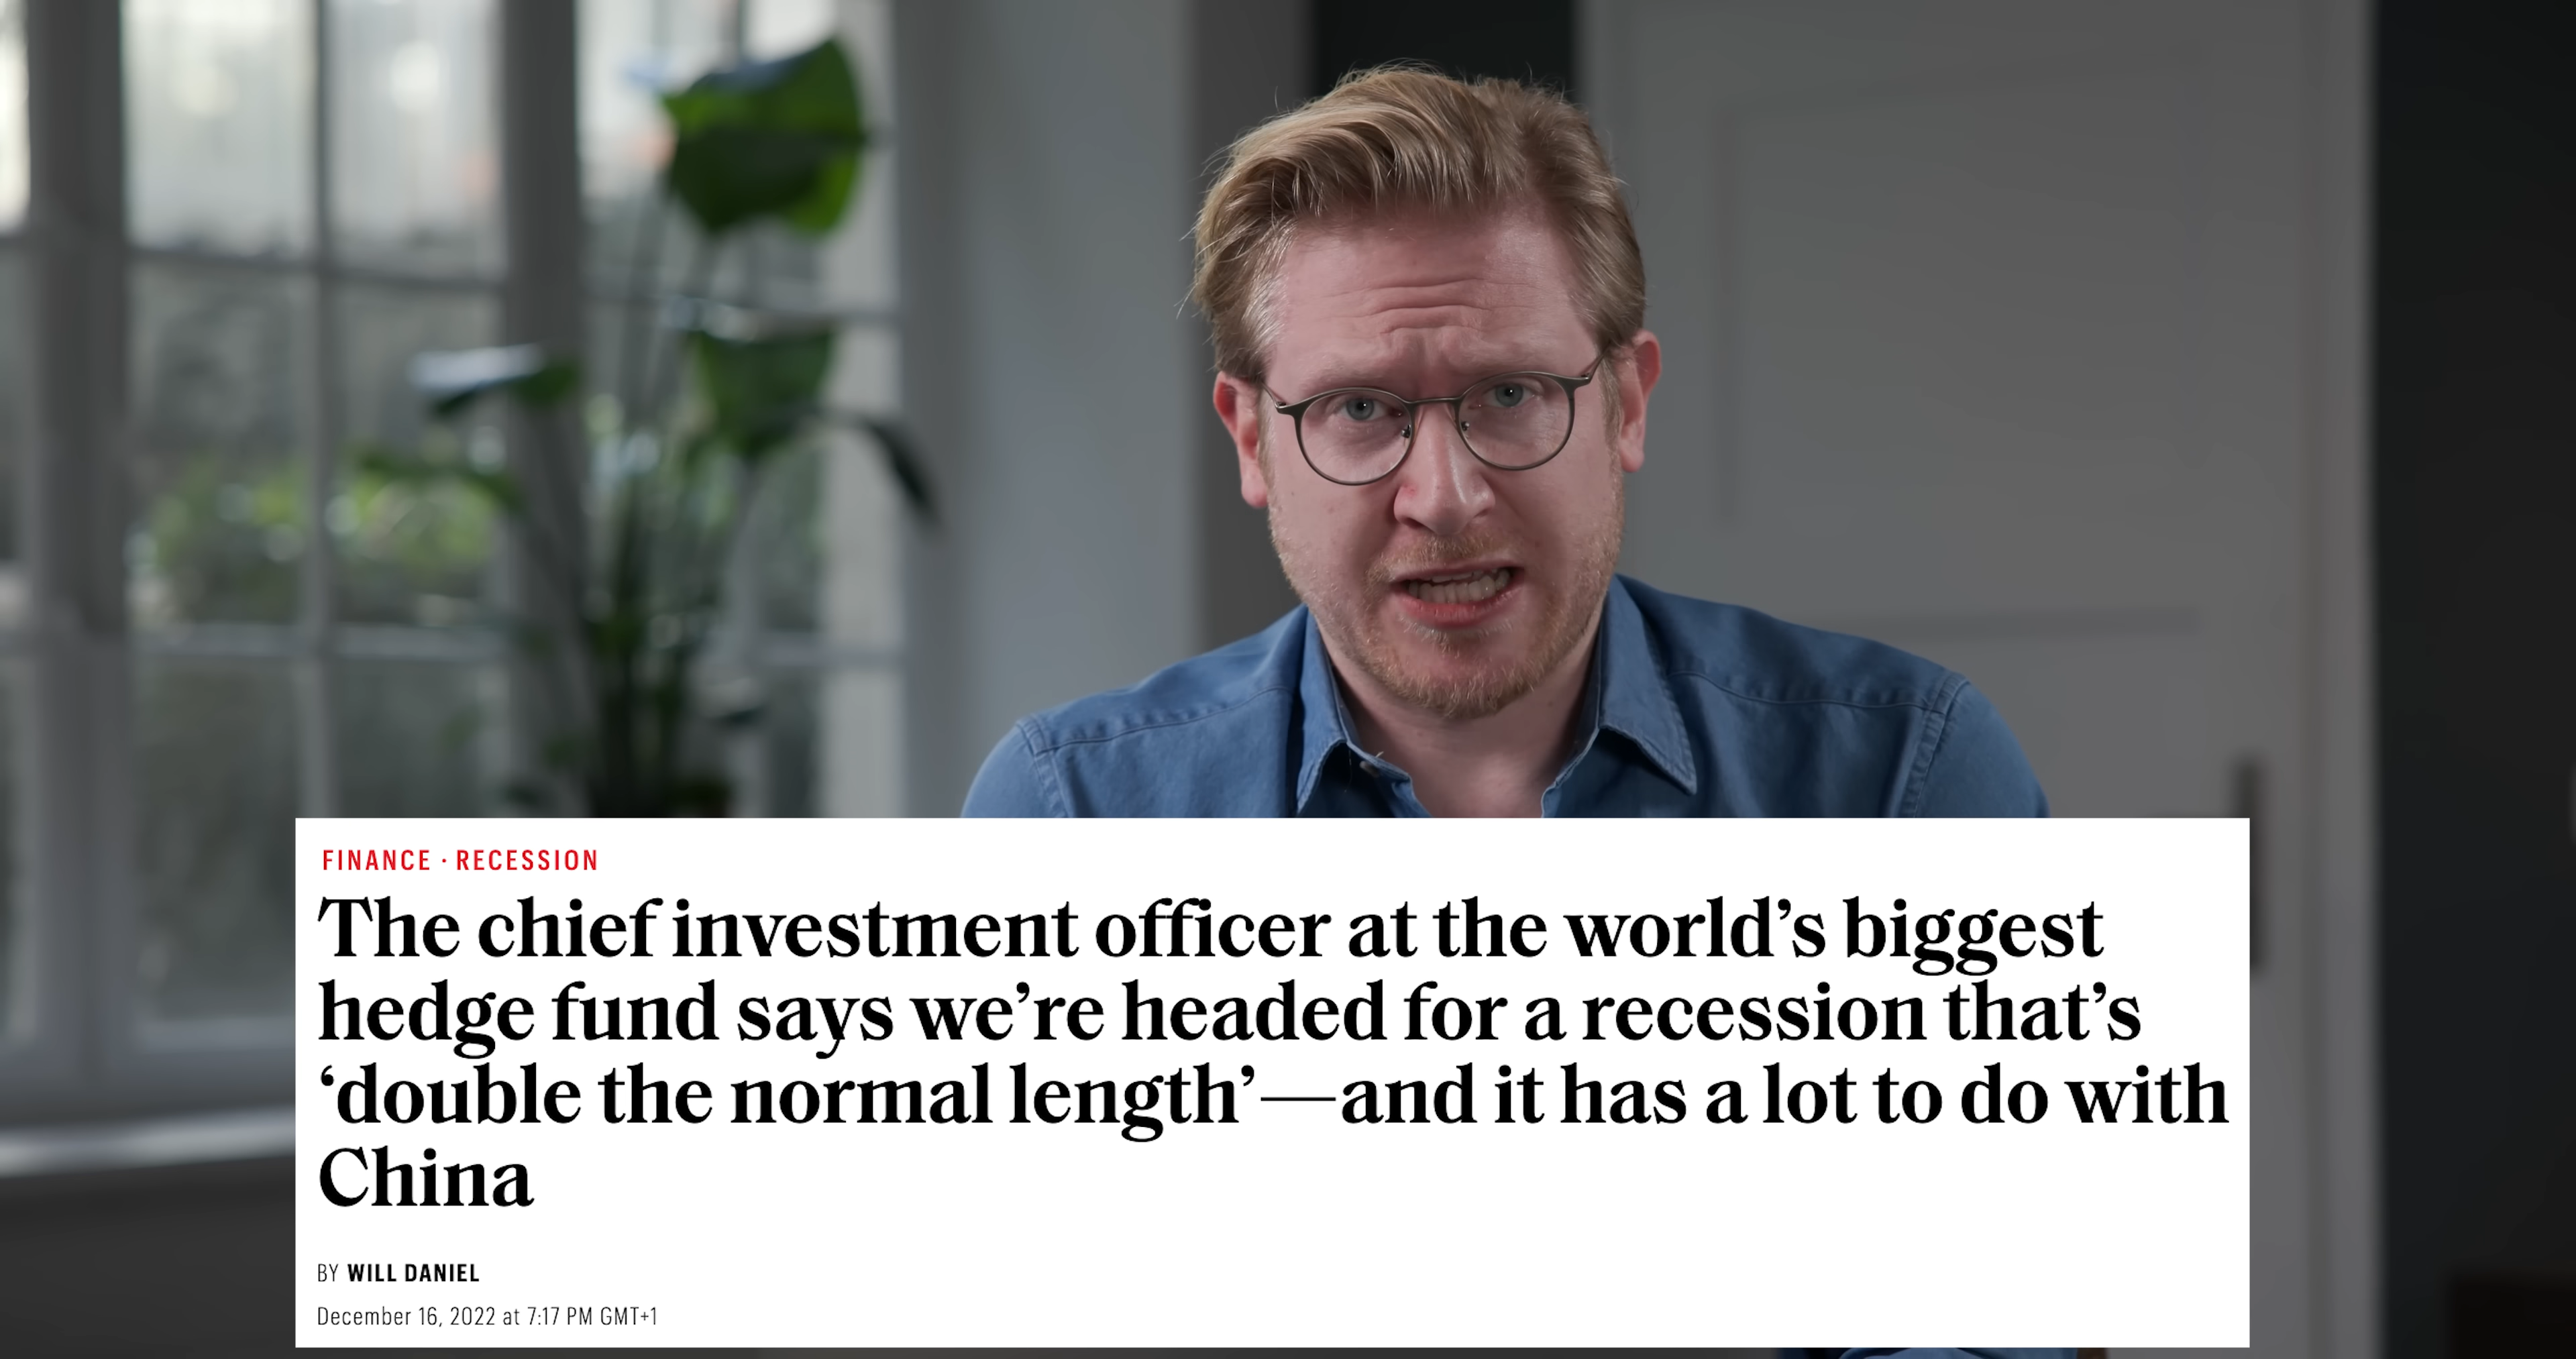 FINANCE · RECESSION
The chief investment officer at the world’s biggest
hedge fund says we’re headed for a recession that’s
‘double the normal length’—and it has a lot to do with
China
BY WILL DANIEL
December 16, 2022 at 7:17 PM GMT+1